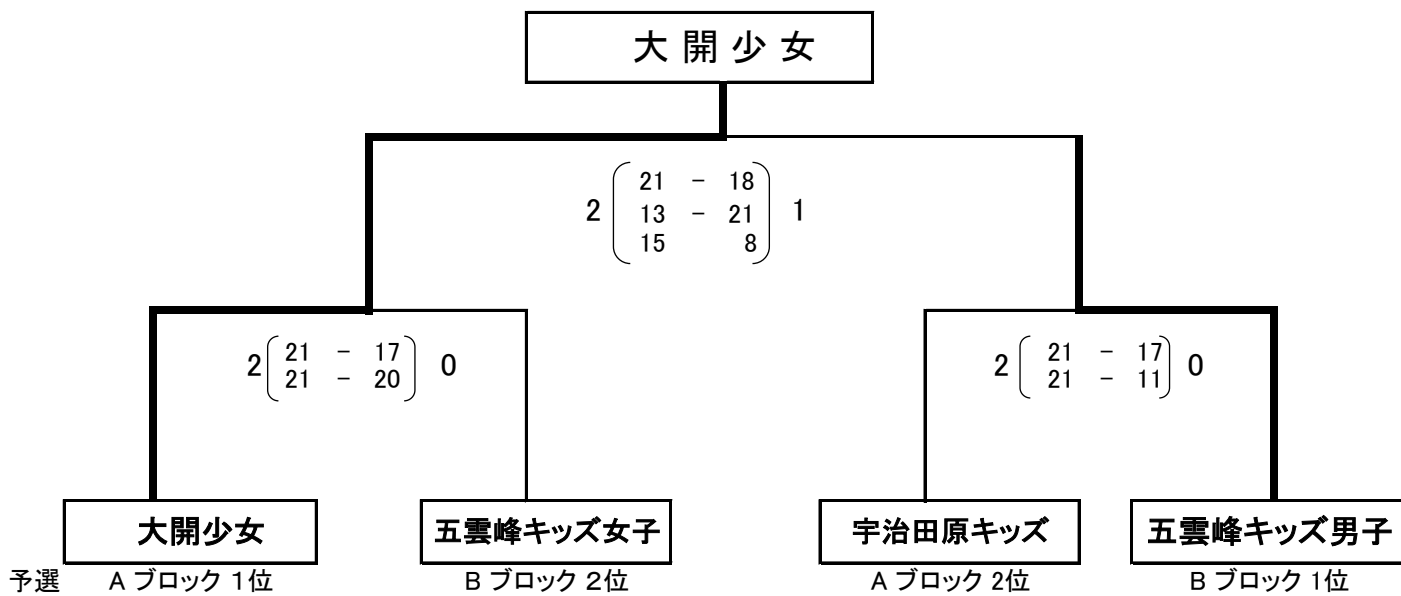 大開少女
21 － 18
2 13 － 21 1
15 8
2 21 － 17 0
21 － 20
2 21 － 17 0
21 － 11
大開少女 五雲峰キッズ女子 宇治田原キッズ 五雲峰キッズ男子
予選 A ブロック 1位 B ブロック 2位 A ブロック 2位 B ブロック 1位